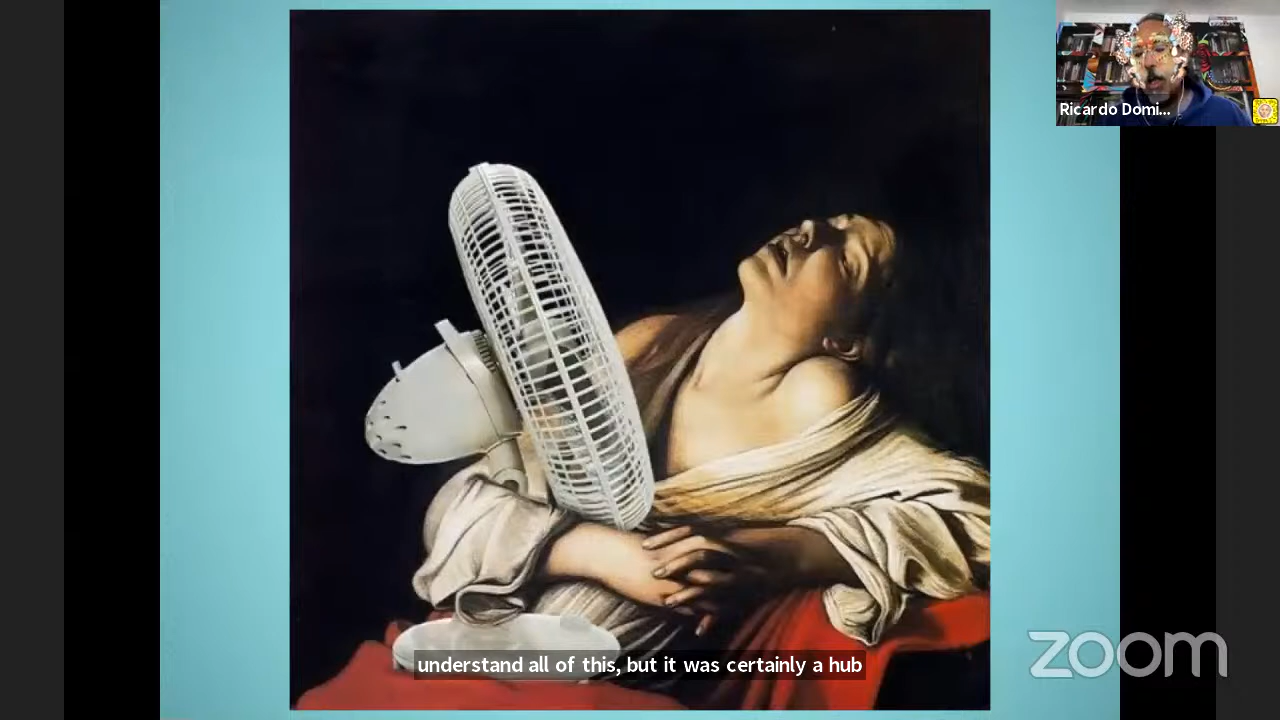 Ricardo Domi...
understand all of this, but it was certainly a hub
zoom